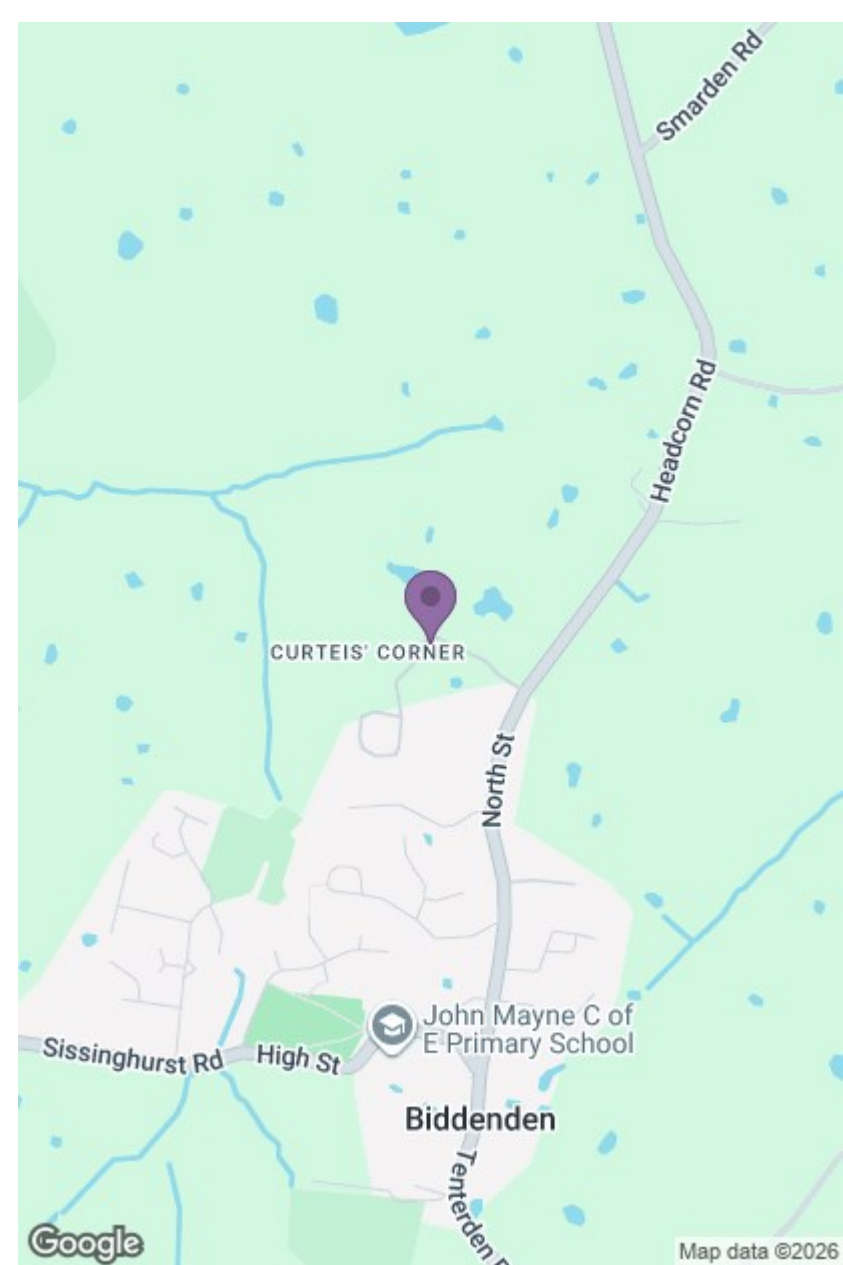 Smarden Rd
Headcorn Rd
CURTEIS' CORNER
North St
John Mayne C of
E Primary School
Sissinghurst Rd
High St
Biddenden
Tenterden
Google
Map data ©2026